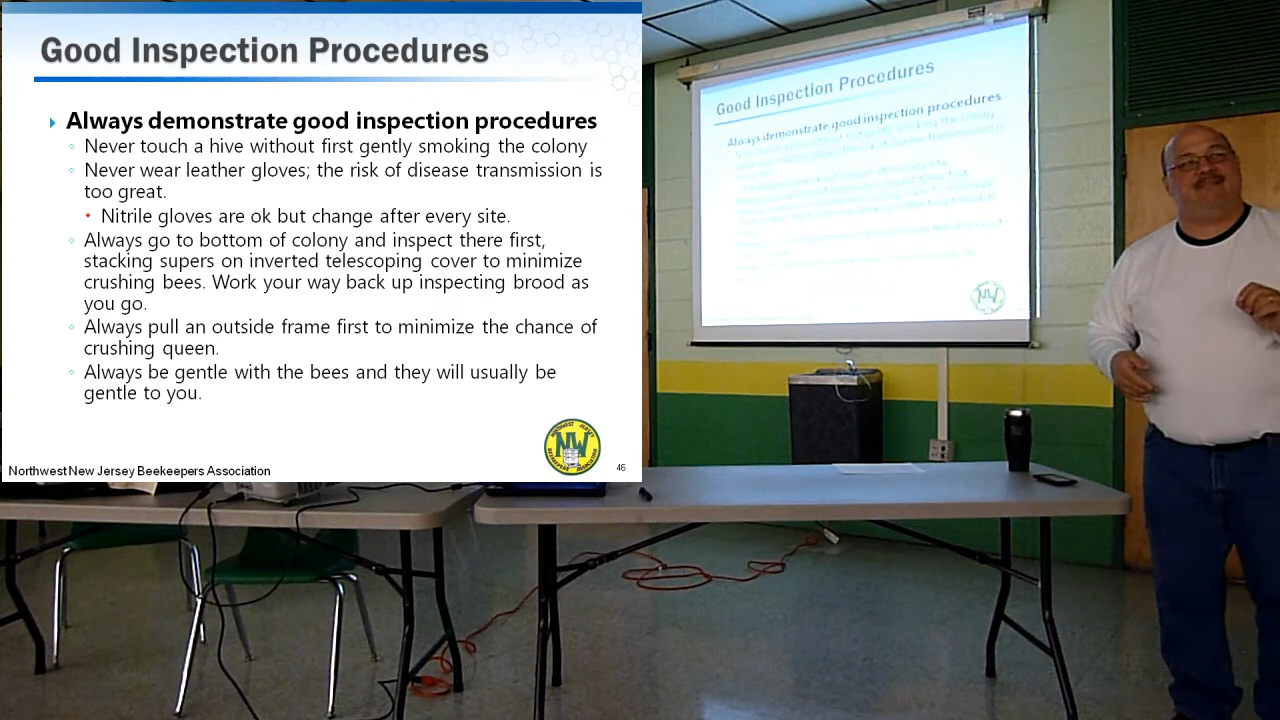 Good Inspection Procedures
Always demonstrate good inspection procedures
Never touch a hive without first gently smoking the colony
Never wear leather gloves; the risk of disease transmission is
too great.
Nitrile gloves are ok but change after every site.
Always go to bottom of colony and inspect there first,
stacking supers on inverted telescoping cover to minimize
crushing bees. Work your way back up inspecting brood as
you go.
Always pull an outside frame first to minimize the chance of
crushing queen.
Always be gentle with the bees and they will usually be
gentle to you.
NORTHWEST JERSEY
NW
BEEKEEPERS ASSOCIATION
Northwest New Jersey Beekeepers Association
46
Good Inspection Procedures
Always demonstrate good inspection procedures
NW